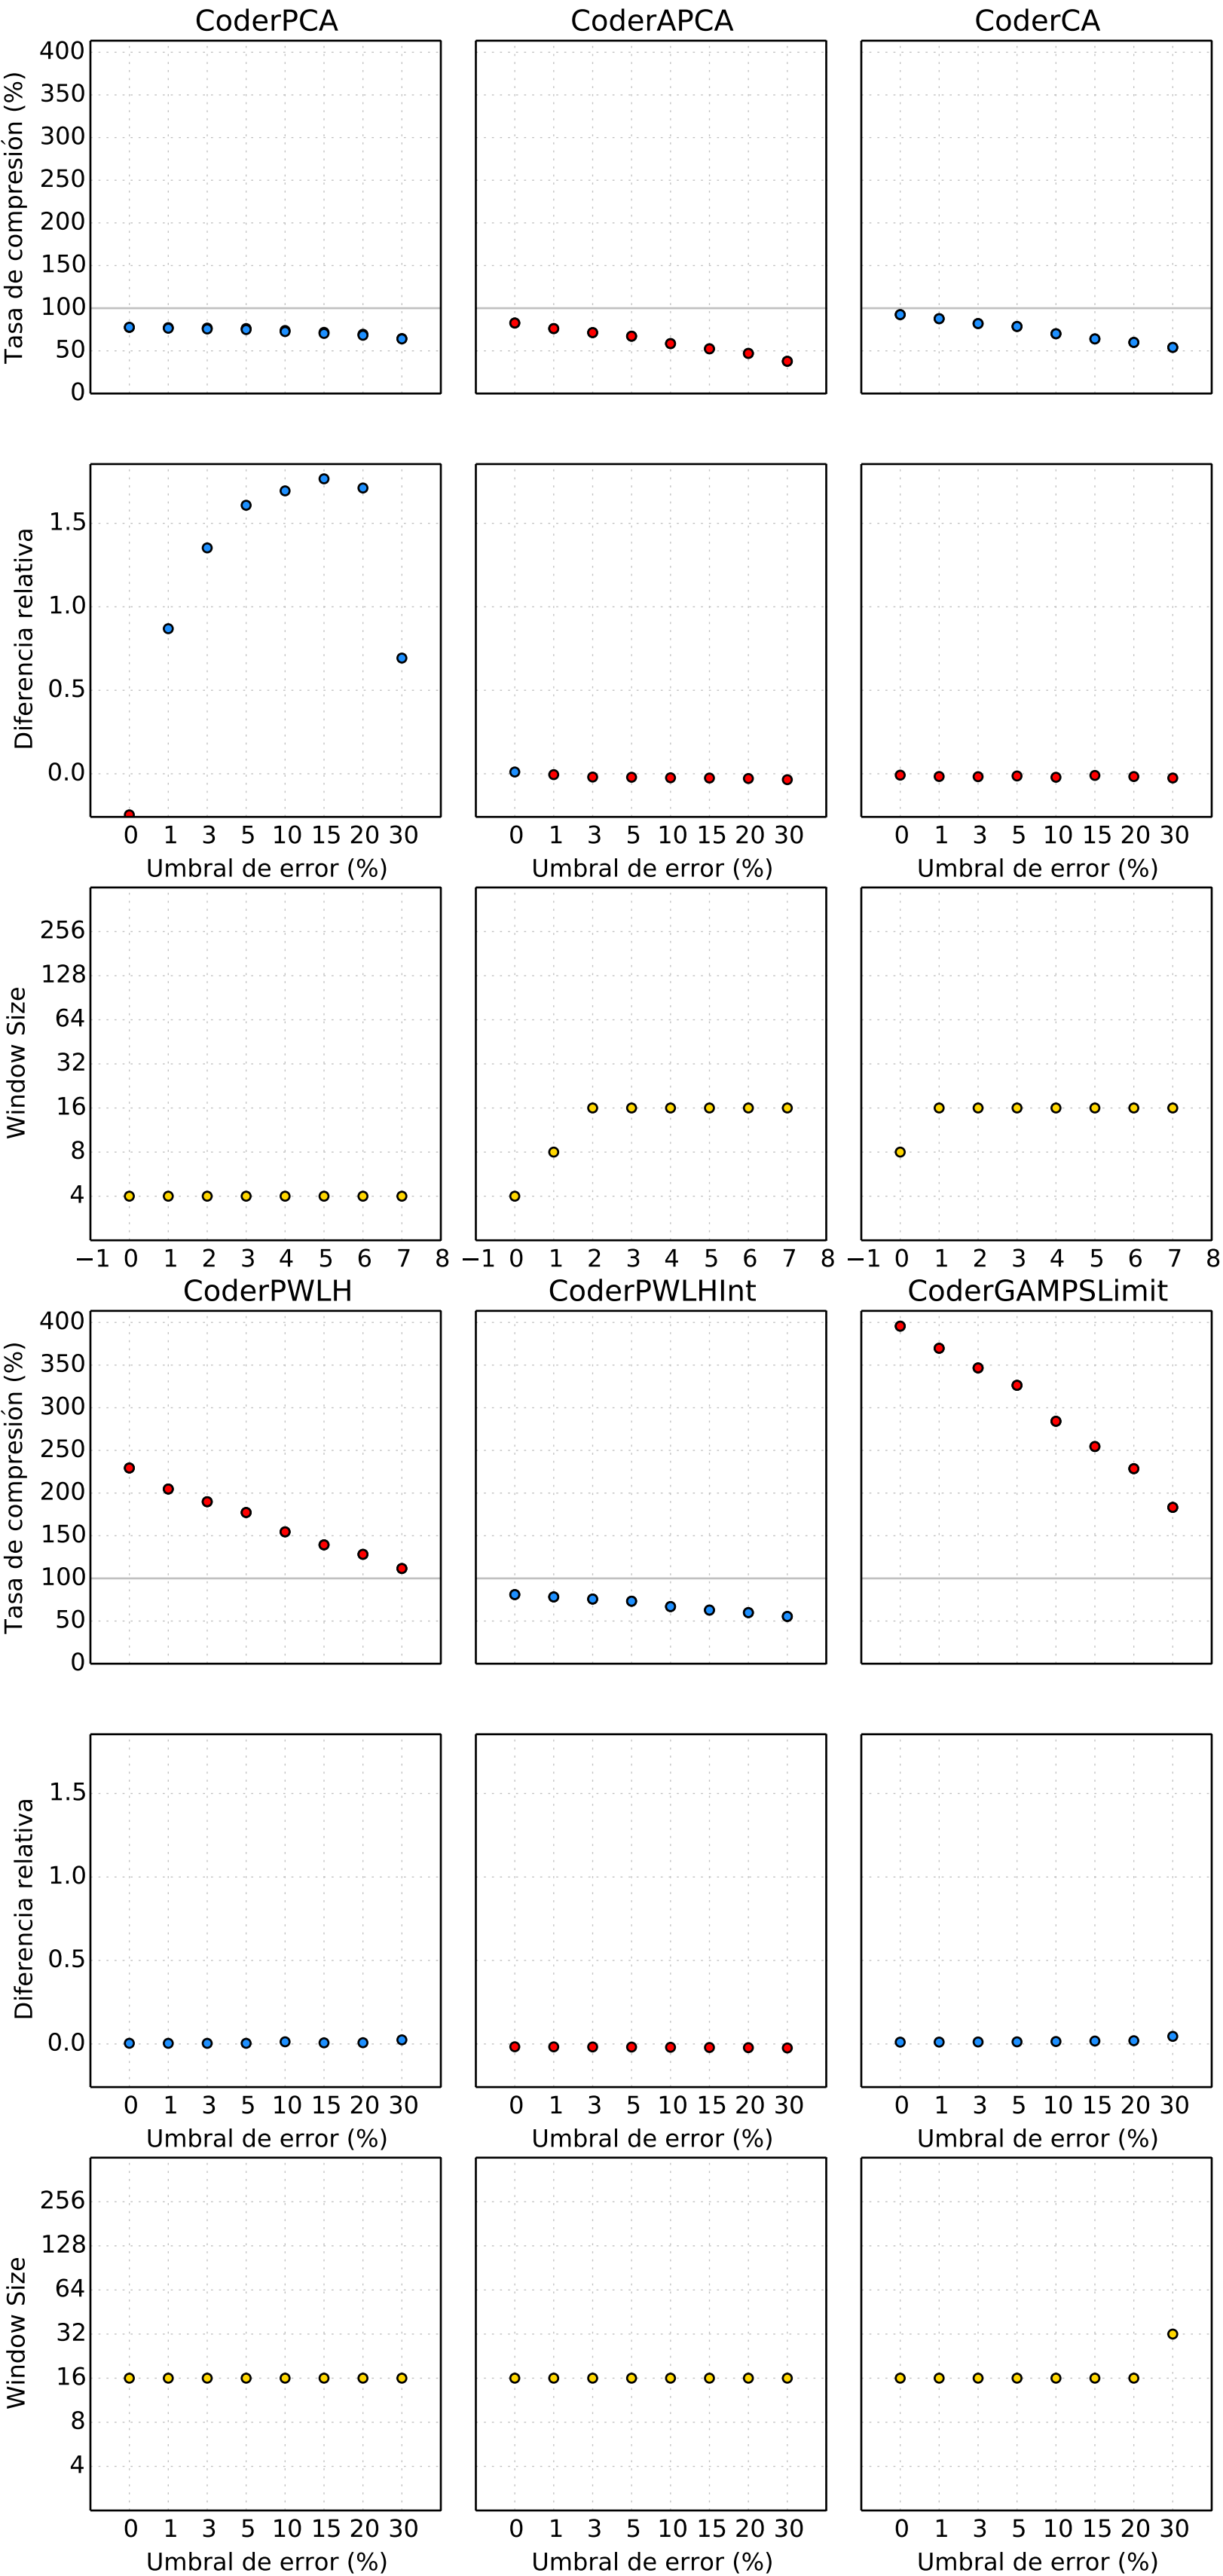 CoderPCA CoderAPCA CoderCA
Tasa de compresión (%)
400
350
300
250
200
150
100
50
0
Diferencia relativa
1.5
1.0
0.5
0.0
0 1 3 5 10 15 20 30 0 1 3 5 10 15 20 30 0 1 3 5 10 15 20 30
Umbral de error (%) Umbral de error (%) Umbral de error (%)
Window Size
256
128
64
32
16
8
4
−1 0 1 2 3 4 5 6 7 8 −1 0 1 2 3 4 5 6 7 8 −1 0 1 2 3 4 5 6 7 8
CoderPWLH CoderPWLHInt CoderGAMPSLimit
Tasa de compresión (%)
400
350
300
250
200
150
100
50
0
Diferencia relativa
1.5
1.0
0.5
0.0
0 1 3 5 10 15 20 30 0 1 3 5 10 15 20 30 0 1 3 5 10 15 20 30
Umbral de error (%) Umbral de error (%) Umbral de error (%)
Window Size
256
128
64
32
16
8
4
0 1 3 5 10 15 20 30 0 1 3 5 10 15 20 30 0 1 3 5 10 15 20 30
Umbral de error (%) Umbral de error (%) Umbral de error (%)